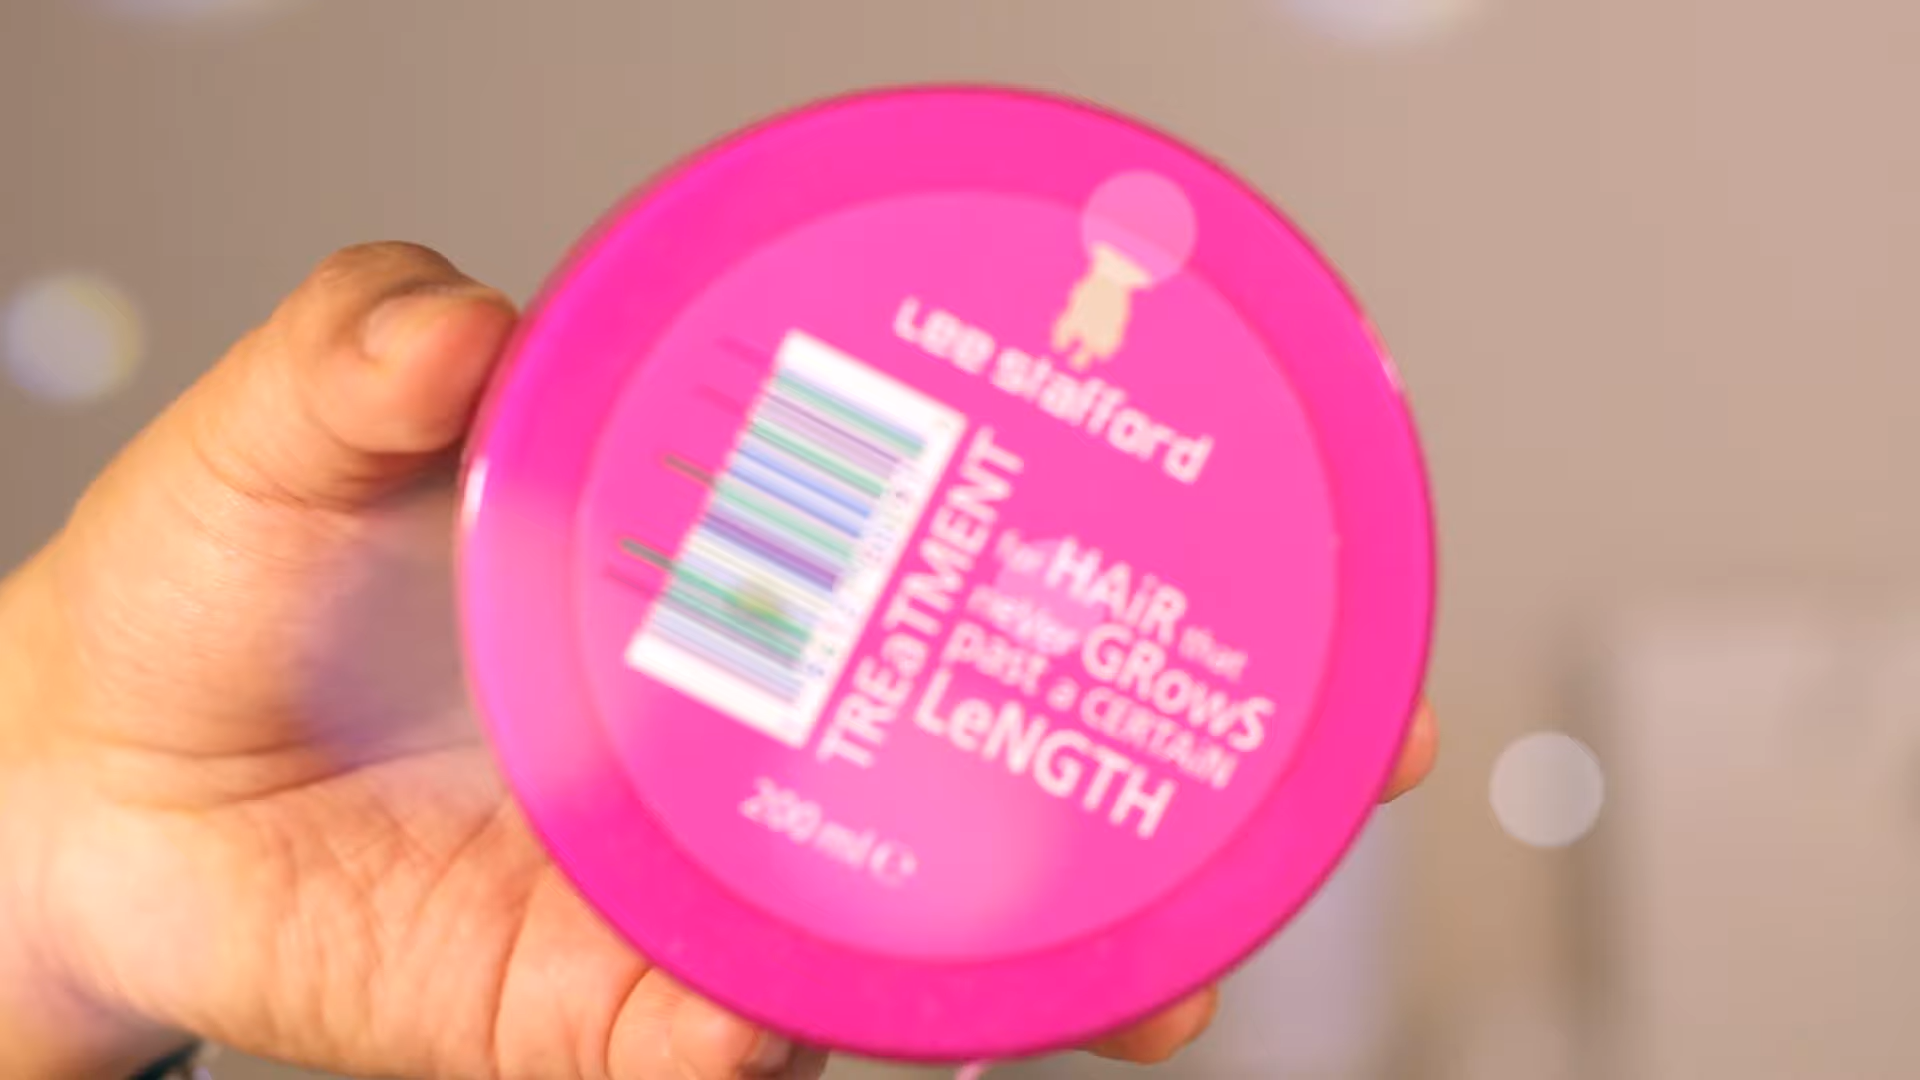 Lee stafford
TREaTMENT
for HAiR that
neVer GRowS
past a CERTAiN
LeNGTH
200 ml e